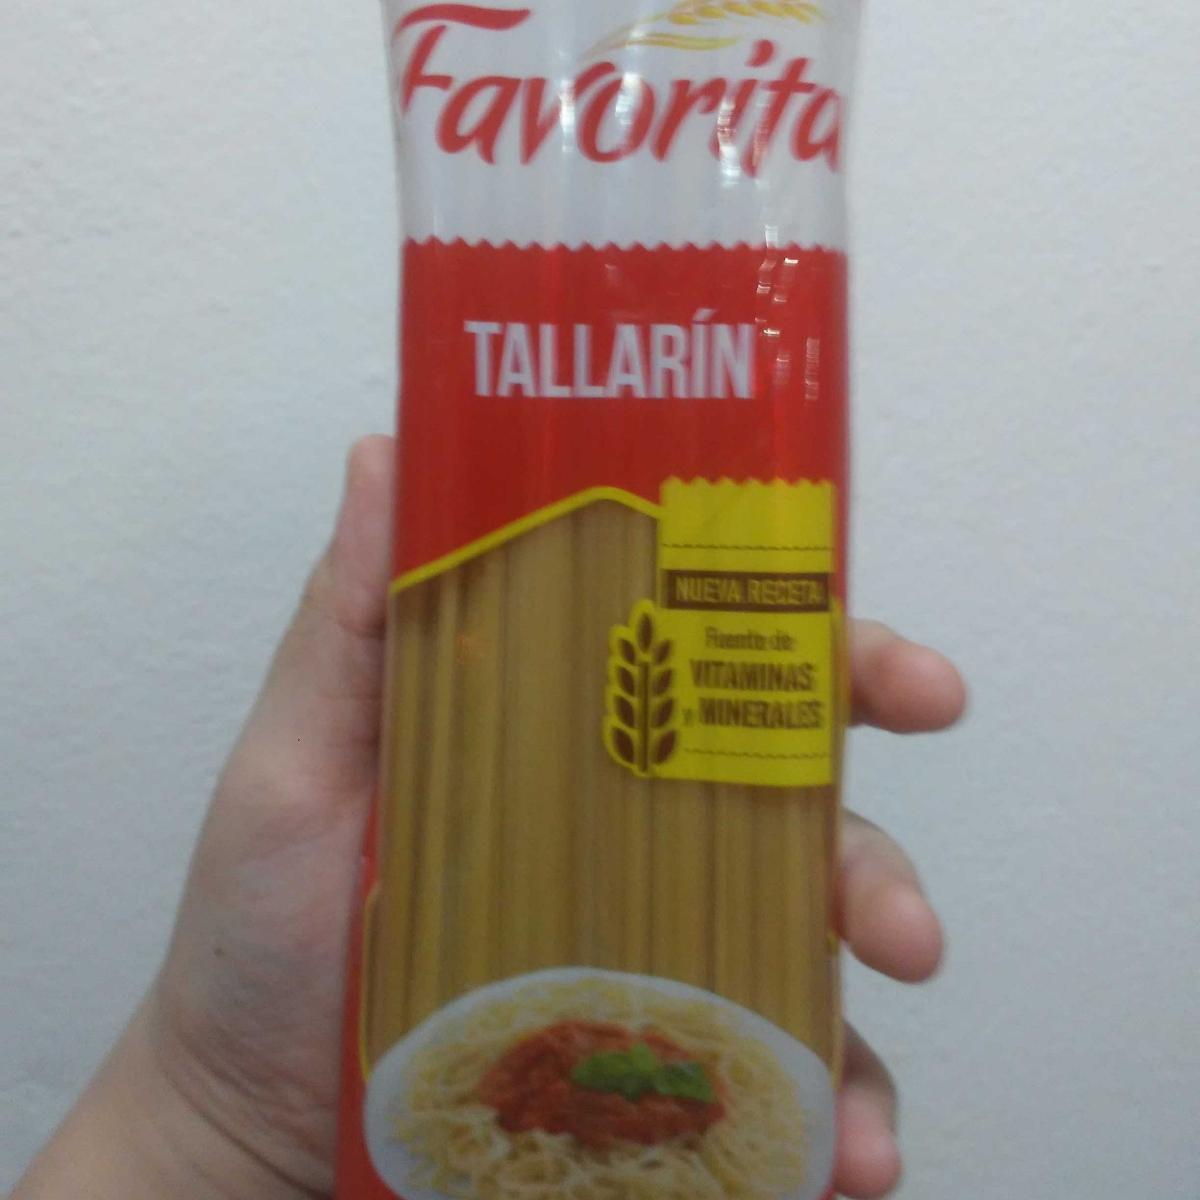 Favorita
TALLARÍN
NUEVA RECETA
Fuente de
VITAMINAS
y MINERALES